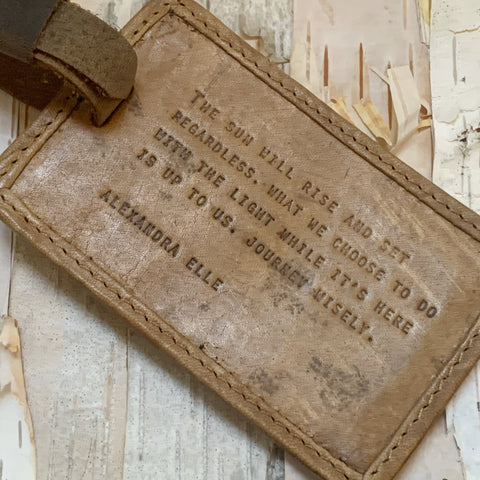 THE SUN WILL RISE AND SET
REGARDLESS. WHAT WE CHOOSE TO DO
WITH THE LIGHT WHILE IT'S HERE
IS UP TO US. JOURNEY WISELY.
ALEXANDRA ELLE